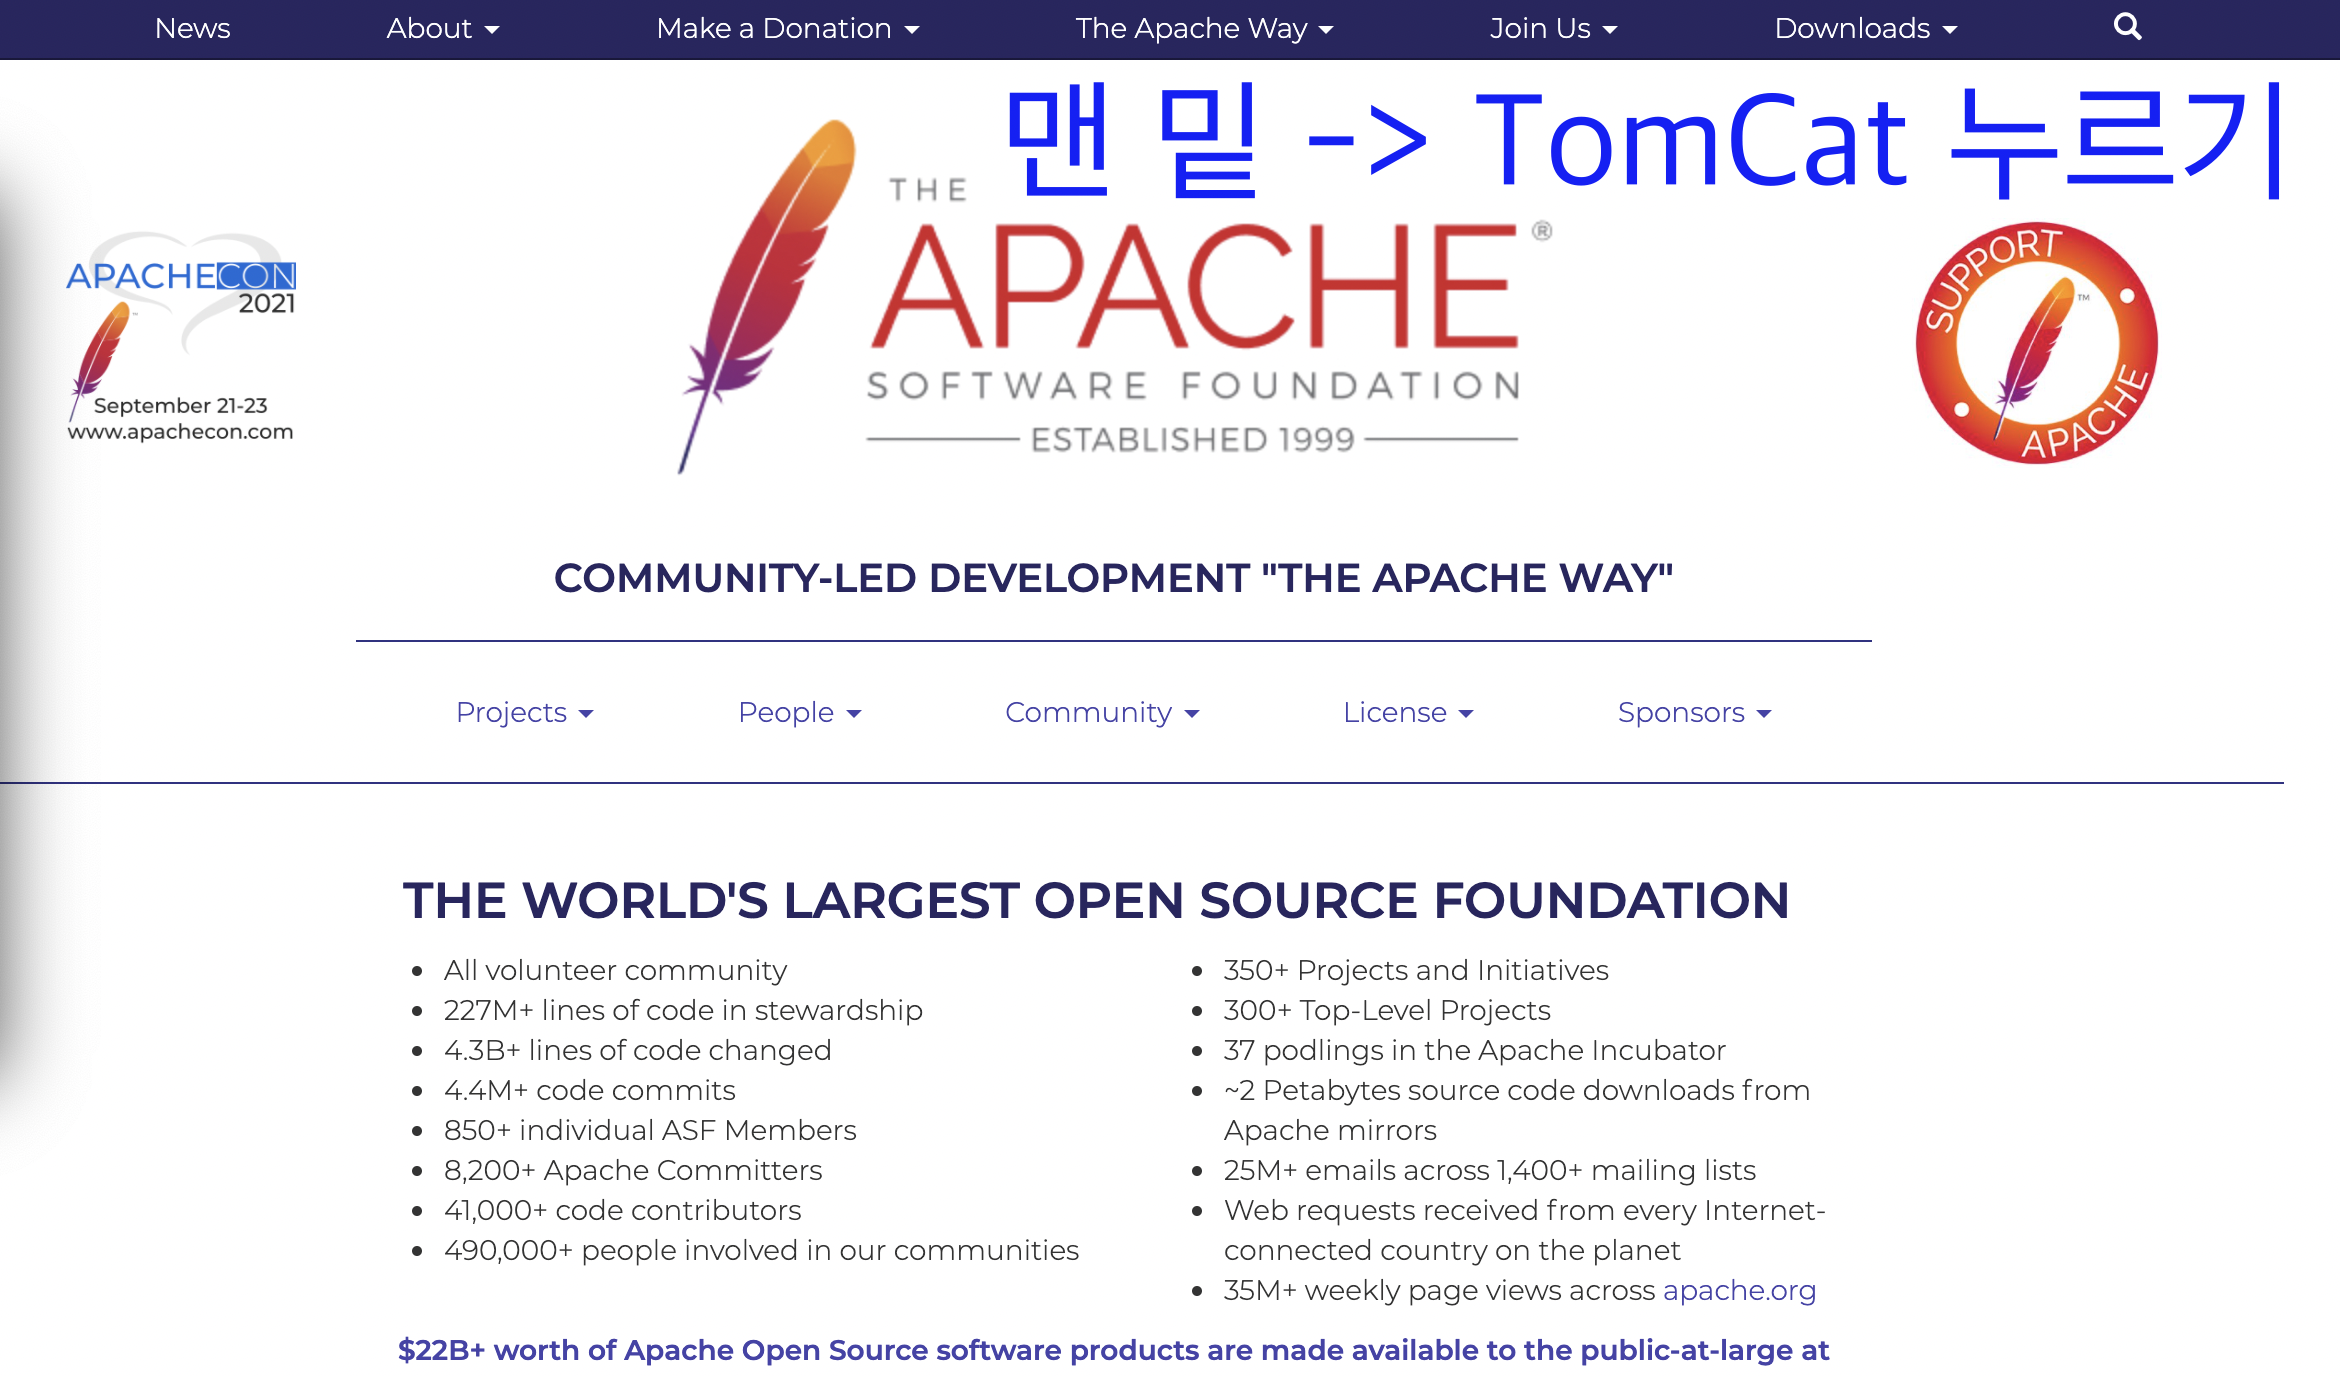 News About Make a Donation The Apache Way Join Us Downloads
맨 밑 -> TomCat 누르기
THE
APACHE®
SOFTWARE FOUNDATION
ESTABLISHED 1999
APACHECON
2021
September 21-23
www.apachecon.com
SUPPORT
APACHE
TM
COMMUNITY-LED DEVELOPMENT "THE APACHE WAY"
Projects People Community License Sponsors
THE WORLD'S LARGEST OPEN SOURCE FOUNDATION
All volunteer community
227M+ lines of code in stewardship
4.3B+ lines of code changed
4.4M+ code commits
850+ individual ASF Members
8,200+ Apache Committers
41,000+ code contributors
490,000+ people involved in our communities
350+ Projects and Initiatives
300+ Top-Level Projects
37 podlings in the Apache Incubator
~2 Petabytes source code downloads from
Apache mirrors
25M+ emails across 1,400+ mailing lists
Web requests received from every Internet-
connected country on the planet
35M+ weekly page views across apache.org
$22B+ worth of Apache Open Source software products are made available to the public-at-large at